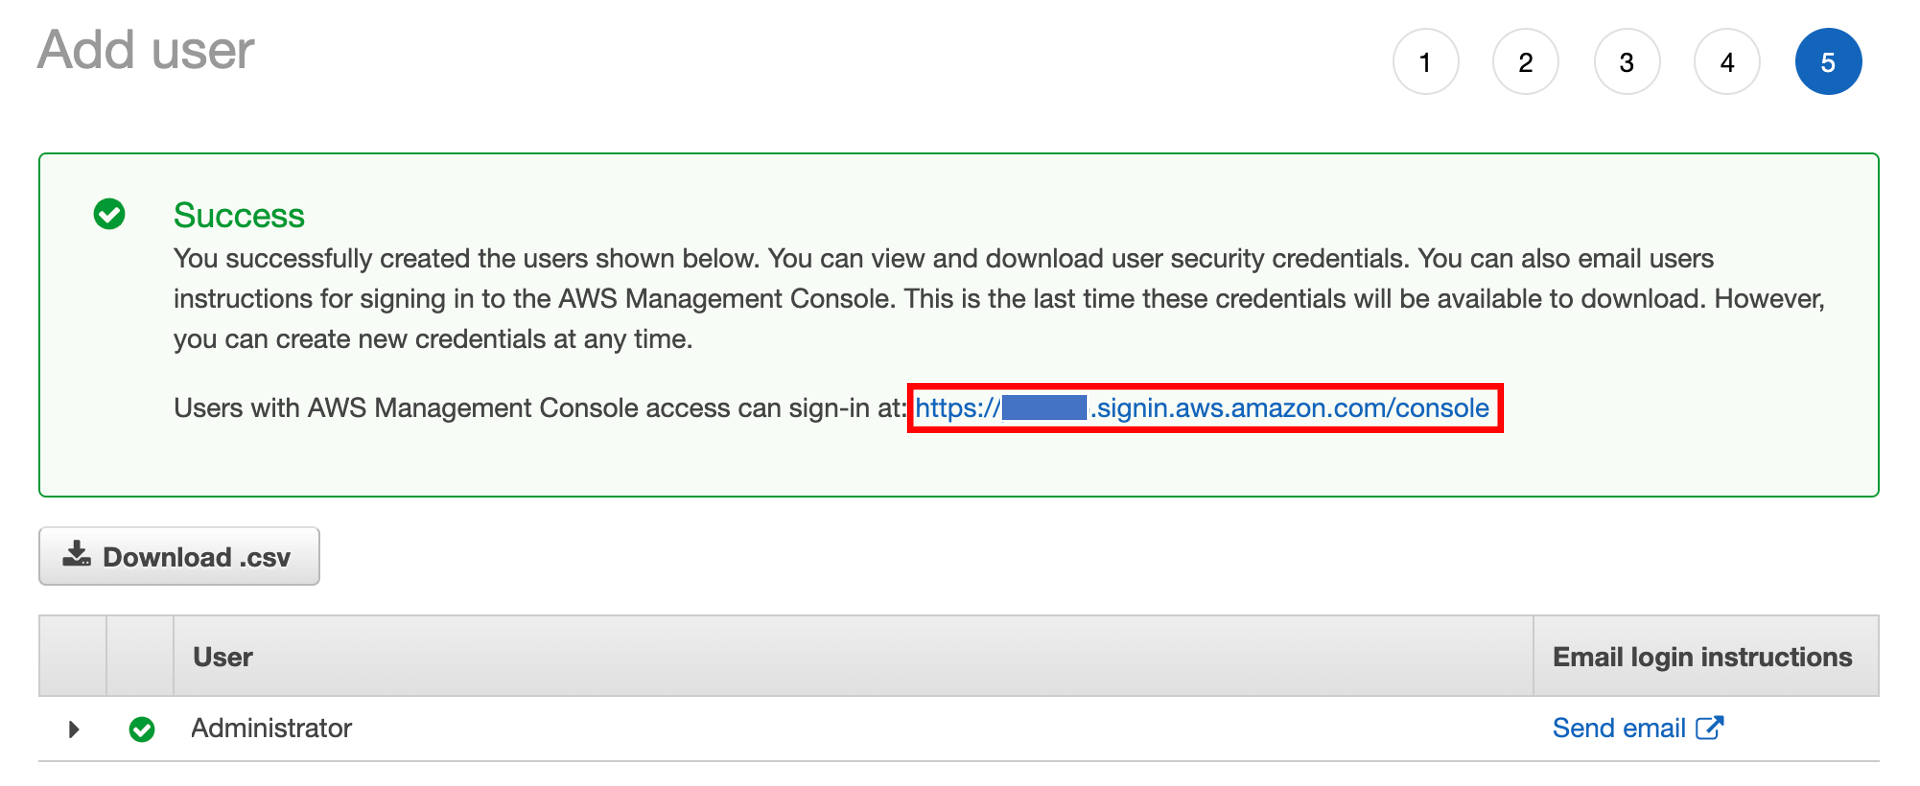 Add user
1 2 3 4 5
Success
You successfully created the users shown below. You can view and download user security credentials. You can also email users
instructions for signing in to the AWS Management Console. This is the last time these credentials will be available to download. However,
you can create new credentials at any time.
Users with AWS Management Console access can sign-in at: https:// .signin.aws.amazon.com/console
Download .csv
User Email login instructions
Administrator Send email